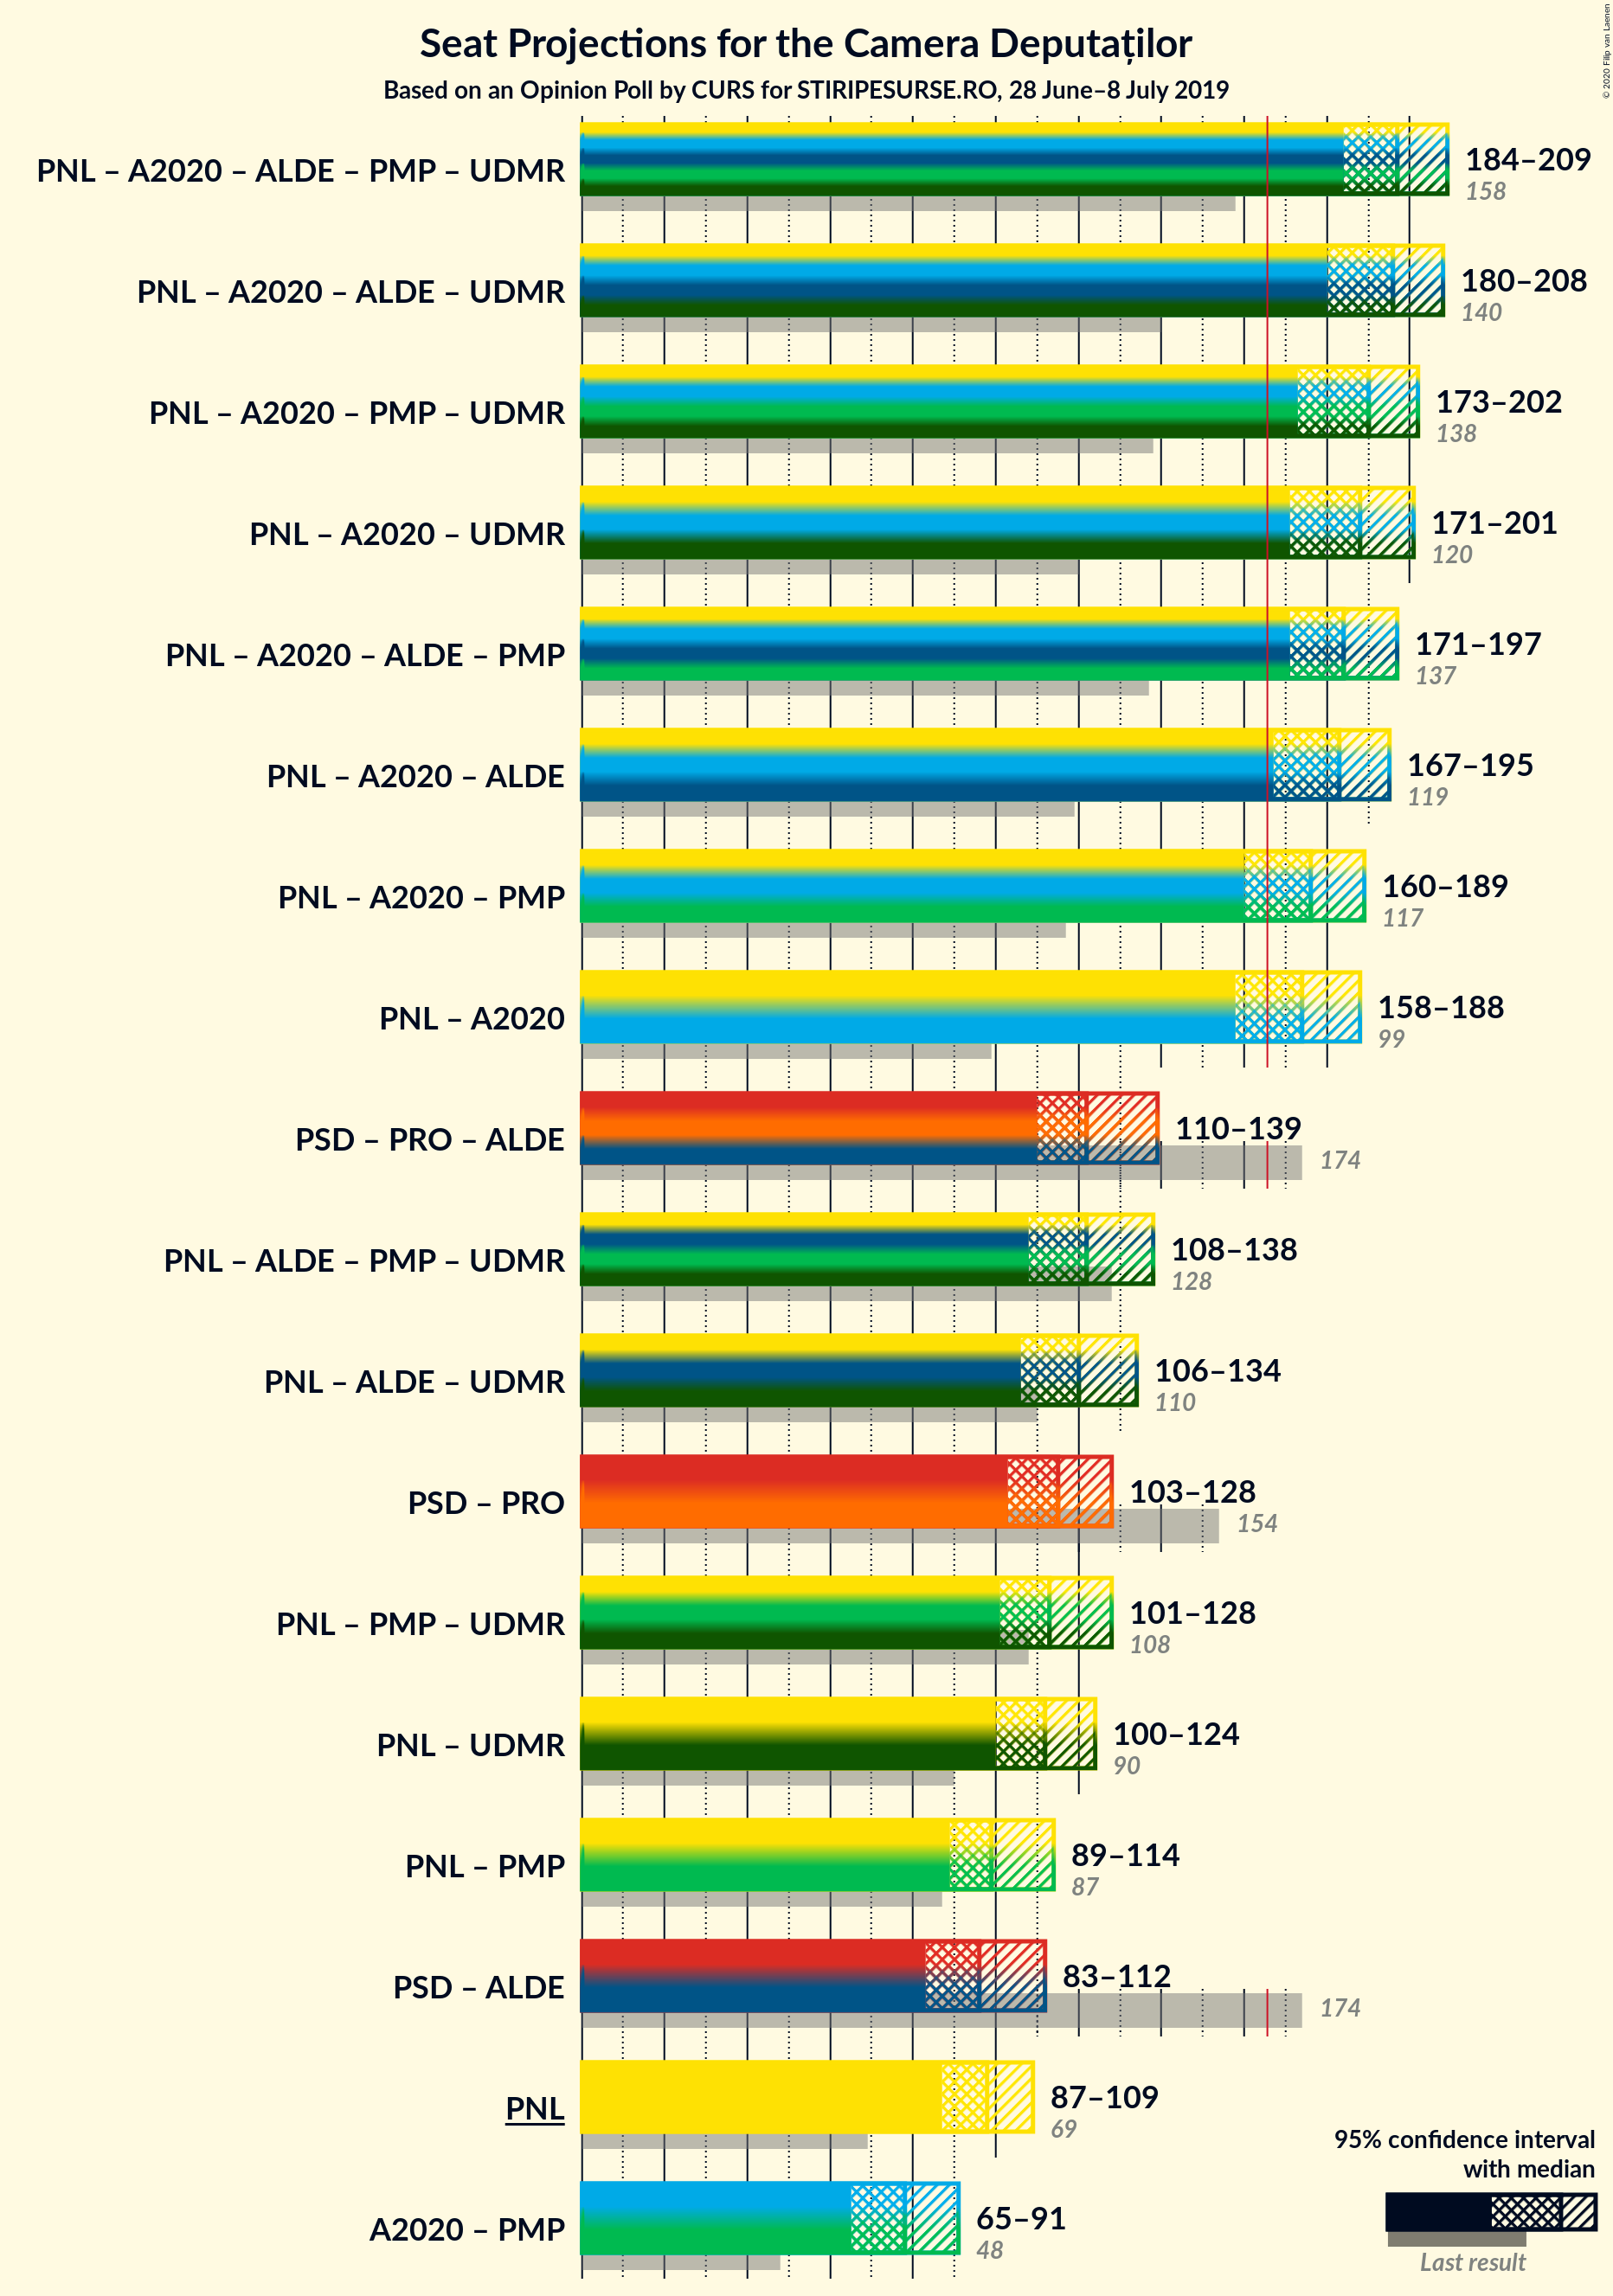 © 2020 Filip van Laenen
Seat Projections for the Camera Deputaților
Based on an Opinion Poll by CURS for STIRIPESURSE.RO, 28 June–8 July 2019
PNL – A2020 – ALDE – PMP – UDMR
184–209
158
PNL – A2020 – ALDE – UDMR
180–208
140
PNL – A2020 – PMP – UDMR
173–202
138
PNL – A2020 – UDMR
171–201
120
PNL – A2020 – ALDE – PMP
171–197
137
PNL – A2020 – ALDE
167–195
119
PNL – A2020 – PMP
160–189
117
PNL – A2020
158–188
99
PSD – PRO – ALDE
110–139
174
PNL – ALDE – PMP – UDMR
108–138
128
PNL – ALDE – UDMR
106–134
110
PSD – PRO
103–128
154
PNL – PMP – UDMR
101–128
108
PNL – UDMR
100–124
90
PNL – PMP
89–114
87
PSD – ALDE
83–112
174
PNL
87–109
69
A2020 – PMP
65–91
48
95% confidence interval
with median
Last result